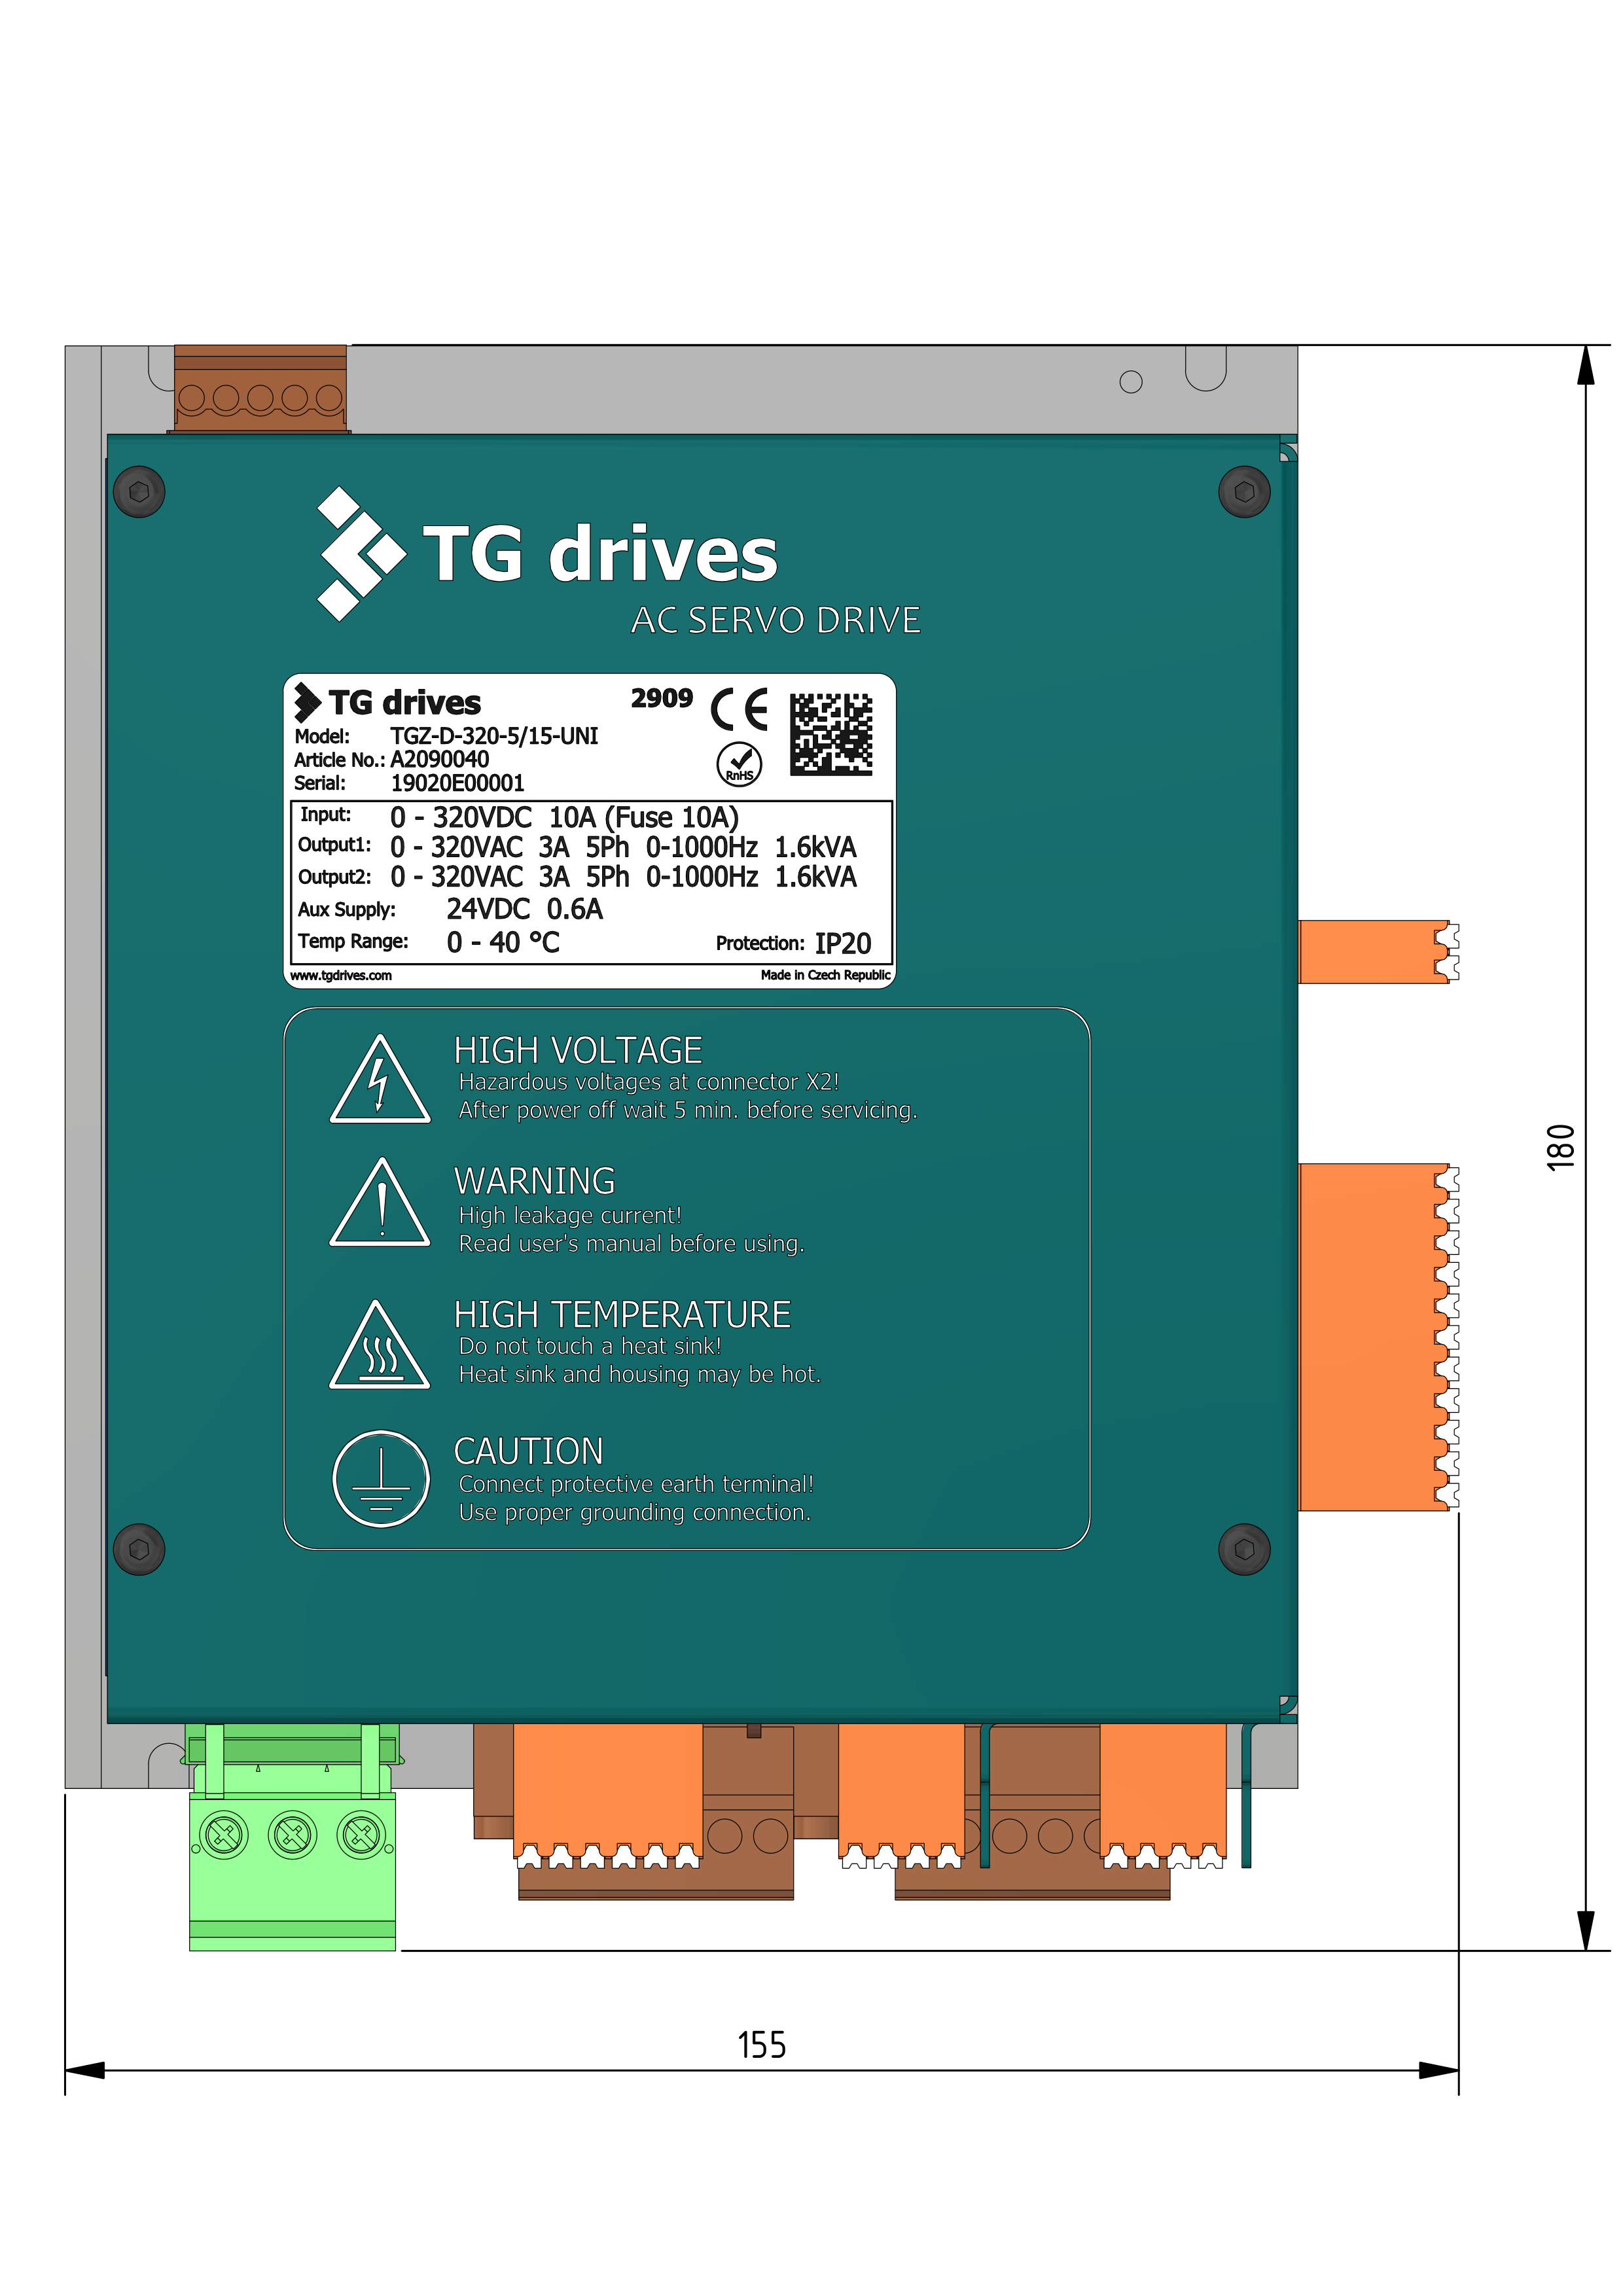 TG drives
AC SERVO DRIVE
TG drives 2909 CE
Model: TGZ-D-320-5/15-UNI
Article No.: A2090040
RnHS
Serial: 19020E00001
Input: 0 - 320VDC 10A (Fuse 10A)
Output1: 0 - 320VAC 3A 5Ph 0-1000Hz 1.6kVA
Output2: 0 - 320VAC 3A 5Ph 0-1000Hz 1.6kVA
Aux Supply: 24VDC 0.6A
Temp Range: 0 - 40 °C Protection: IP20
www.tgdrives.com Made in Czech Republic
HIGH VOLTAGE
Hazardous voltages at connector X2!
After power off wait 5 min. before servicing.
WARNING
High leakage current!
Read user's manual before using.
HIGH TEMPERATURE
Do not touch a heat sink!
Heat sink and housing may be hot.
CAUTION
Connect protective earth terminal!
Use proper grounding connection.
180
155